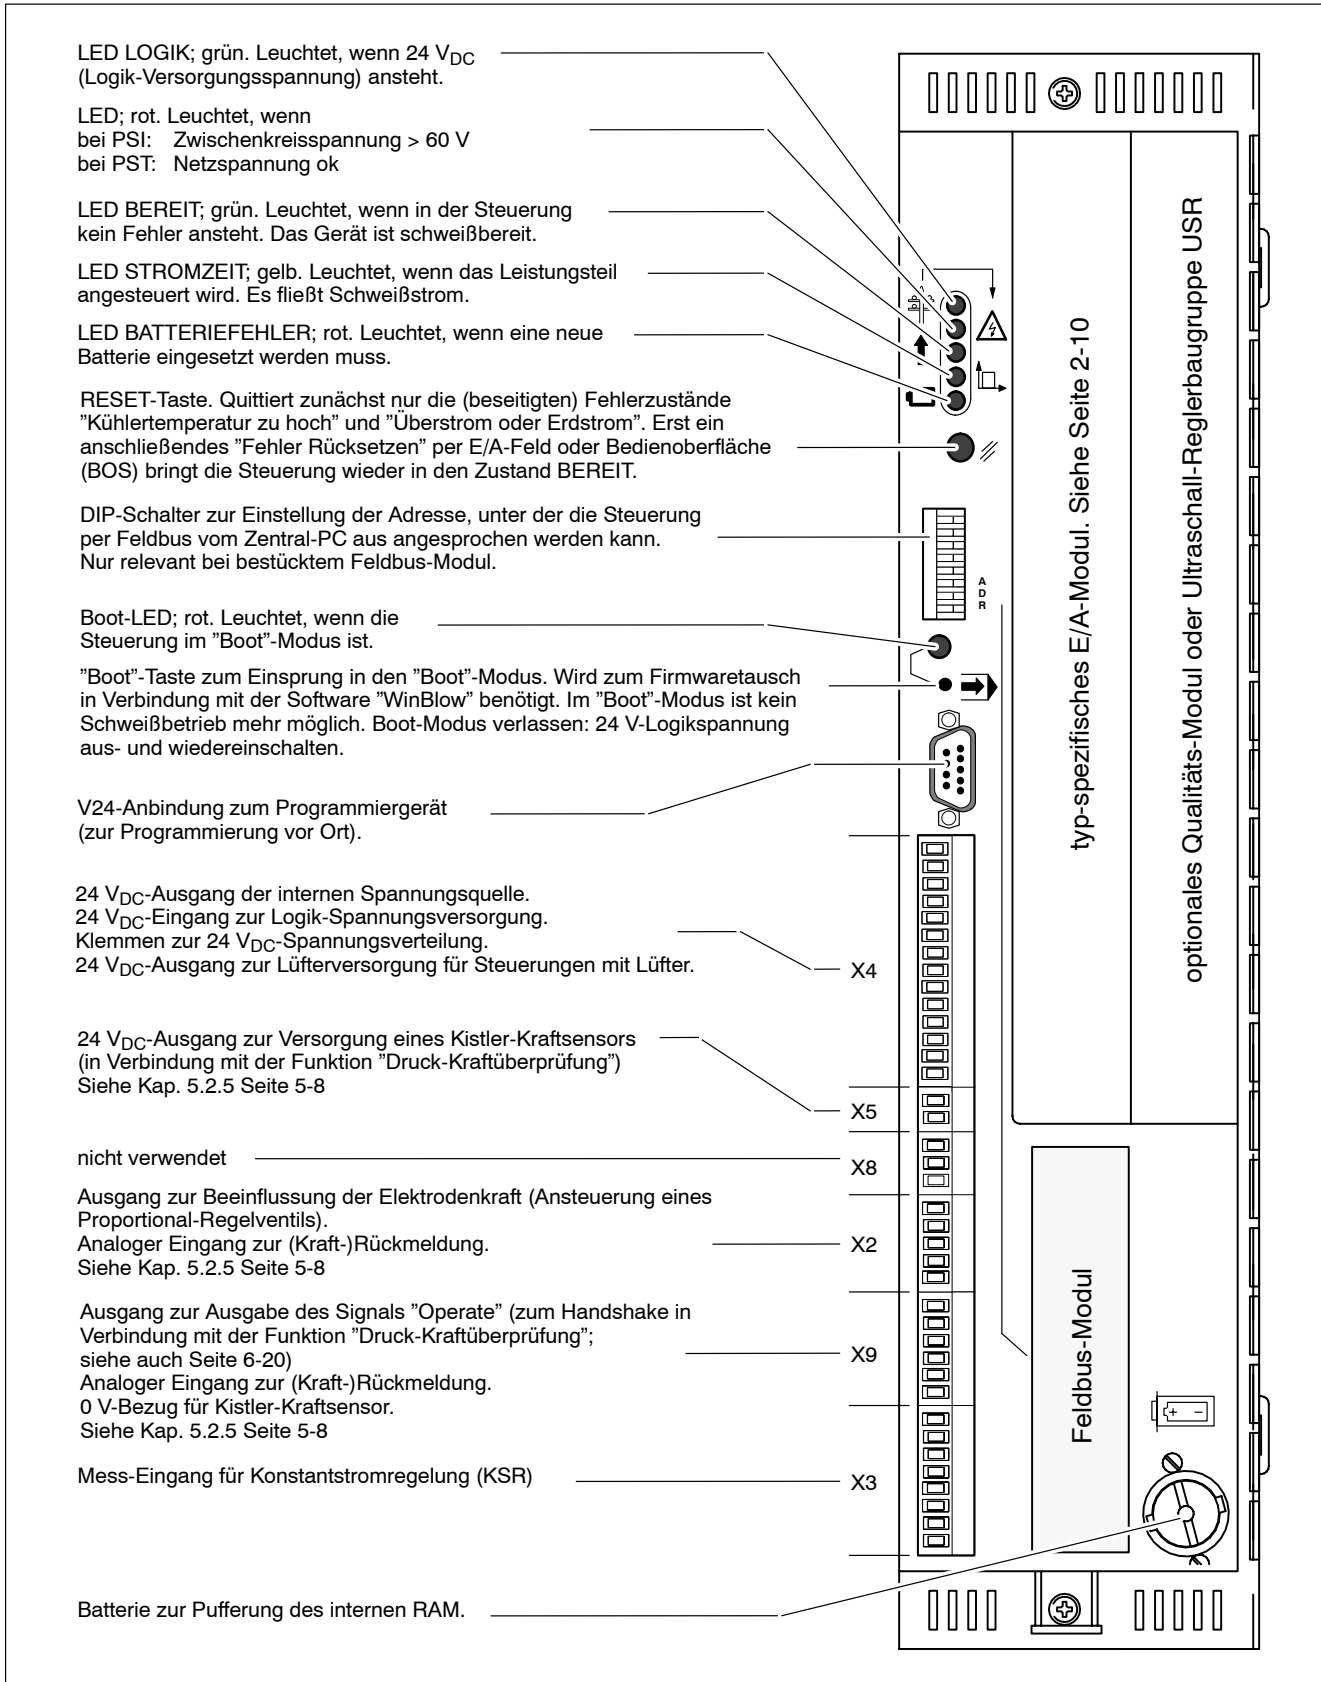 LED LOGIK; grün. Leuchtet, wenn 24 VDC
(Logik-Versorgungsspannung) ansteht.
LED; rot. Leuchtet, wenn
bei PSI: Zwischenkreisspannung > 60 V
bei PST: Netzspannung ok
LED BEREIT; grün. Leuchtet, wenn in der Steuerung
kein Fehler ansteht. Das Gerät ist schweißbereit.
LED STROMZEIT; gelb. Leuchtet, wenn das Leistungsteil
angesteuert wird. Es fließt Schweißstrom.
LED BATTERIEFEHLER; rot. Leuchtet, wenn eine neue
Batterie eingesetzt werden muss.
RESET-Taste. Quittiert zunächst nur die (beseitigten) Fehlerzustände
”Kühlertemperatur zu hoch” und ”Überstrom oder Erdstrom”. Erst ein
anschließendes ”Fehler Rücksetzen” per E/A-Feld oder Bedienoberfläche
(BOS) bringt die Steuerung wieder in den Zustand BEREIT.
DIP-Schalter zur Einstellung der Adresse, unter der die Steuerung
per Feldbus vom Zentral-PC aus angesprochen werden kann.
Nur relevant bei bestücktem Feldbus-Modul.
Boot-LED; rot. Leuchtet, wenn die
Steuerung im ”Boot”-Modus ist.
”Boot”-Taste zum Einsprung in den ”Boot”-Modus. Wird zum Firmwaretausch
in Verbindung mit der Software ”WinBlow” benötigt. Im ”Boot”-Modus ist kein
Schweißbetrieb mehr möglich. Boot-Modus verlassen: 24 V-Logikspannung
aus- und wiedereinschalten.
V24-Anbindung zum Programmiergerät
(zur Programmierung vor Ort).
24 VDC-Ausgang der internen Spannungsquelle.
24 VDC-Eingang zur Logik-Spannungsversorgung.
Klemmen zur 24 VDC-Spannungsverteilung.
24 VDC-Ausgang zur Lüfterversorgung für Steuerungen mit Lüfter.
X4
24 VDC-Ausgang zur Versorgung eines Kistler-Kraftsensors
(in Verbindung mit der Funktion ”Druck-Kraftüberprüfung”)
Siehe Kap. 5.2.5 Seite 5-8
X5
nicht verwendet
X8
Ausgang zur Beeinflussung der Elektrodenkraft (Ansteuerung eines
Proportional-Regelventils).
Analoger Eingang zur (Kraft-)Rückmeldung.
Siehe Kap. 5.2.5 Seite 5-8
X2
Ausgang zur Ausgabe des Signals ”Operate” (zum Handshake in
Verbindung mit der Funktion ”Druck-Kraftüberprüfung”;
siehe auch Seite 6-20)
Analoger Eingang zur (Kraft-)Rückmeldung.
0 V-Bezug für Kistler-Kraftsensor.
Siehe Kap. 5.2.5 Seite 5-8
X9
Mess-Eingang für Konstantstromregelung (KSR)
X3
Batterie zur Pufferung des internen RAM.
A
D
R
typ-spezifisches E/A-Modul. Siehe Seite 2-10
optionales Qualitäts-Modul oder Ultraschall-Reglerbaugruppe USR
Feldbus-Modul
+ −